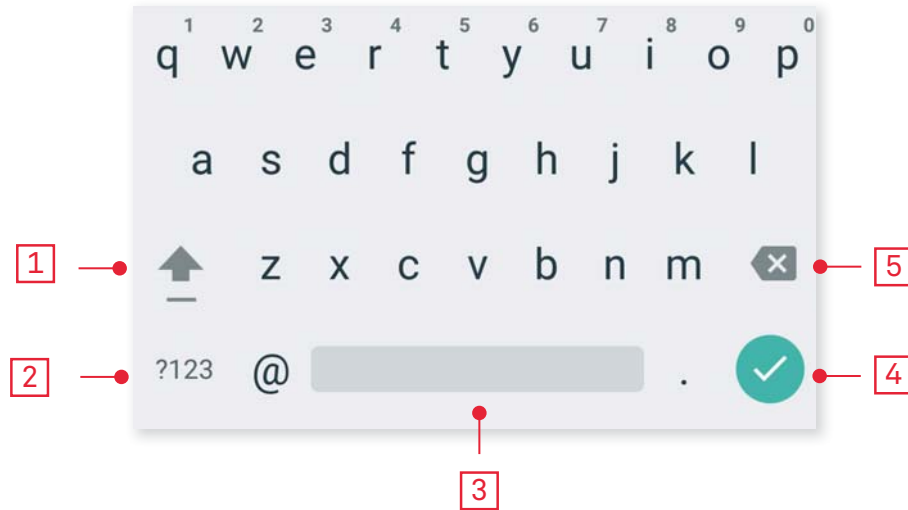 1 2 3 4 5 6 7 8 9 0
q w e r t y u i o p
a s d f g h j k l
1 z x c v b n m 5
2 ?123 @ . 4
3